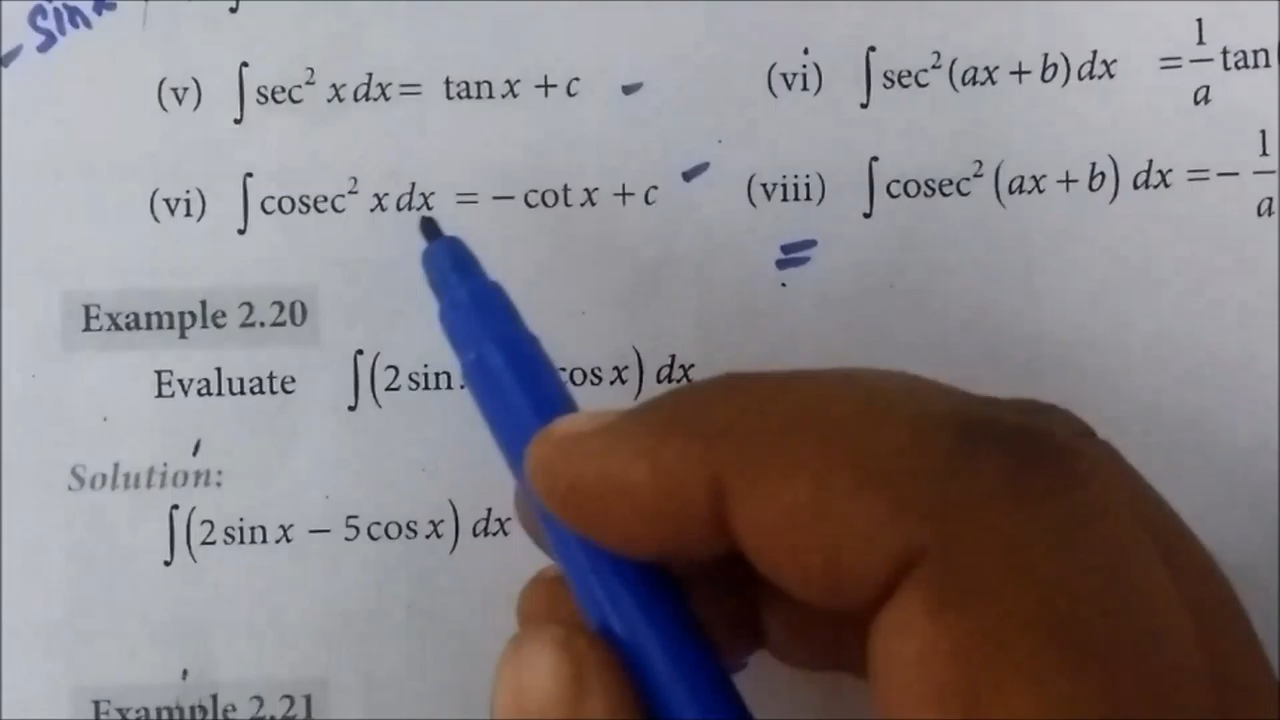 - sin x
(v) ∫ sec² x dx = tan x + c
(vi) ∫ sec² (ax + b) dx = 1/a tan
(vi) ∫ cosec² x dx = − cot x + c
(viii) ∫ cosec² (ax + b) dx = − 1/a
=
Example 2.20
Evaluate ∫ (2 sin cos x) dx
Solution:
∫ (2 sin x − 5 cos x) dx
Example 2.21